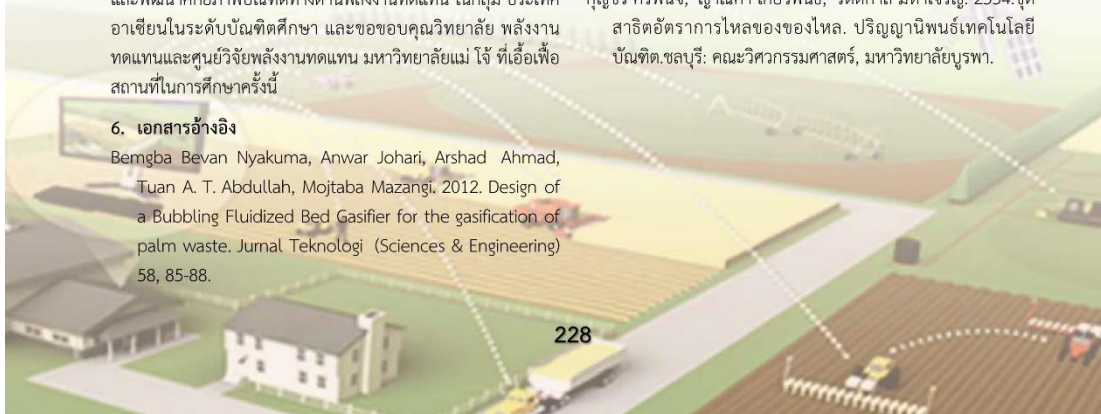 อาเซียนในระดับบัณฑิตศึกษา และขอขอบคุณวิทยาลัย พลังงาน
ทดแทนและศูนย์วิจัยพลังงานทดแทน มหาวิทยาลัยแม่ โจ้ ที่เอื้อเฟื้อ
สถานที่ในการศึกษาครั้งนี้
6. เอกสารอ้างอิง
Bemgba Bevan Nyakuma, Anwar Johari, Arshad Ahmad,
Tuan A. T. Abdullah, Mojtaba Mazangi. 2012. Design of
a Bubbling Fluidized Bed Gasifier for the gasification of
palm waste. Jurnal Teknologi (Sciences & Engineering)
58, 85-88.
สาธิตอัตราการไหลของของไหล. ปริญญานิพนธ์เทคโนโลยี
บัณฑิต.ชลบุรี: คณะวิศวกรรมศาสตร์, มหาวิทยาลัยบูรพา.
228